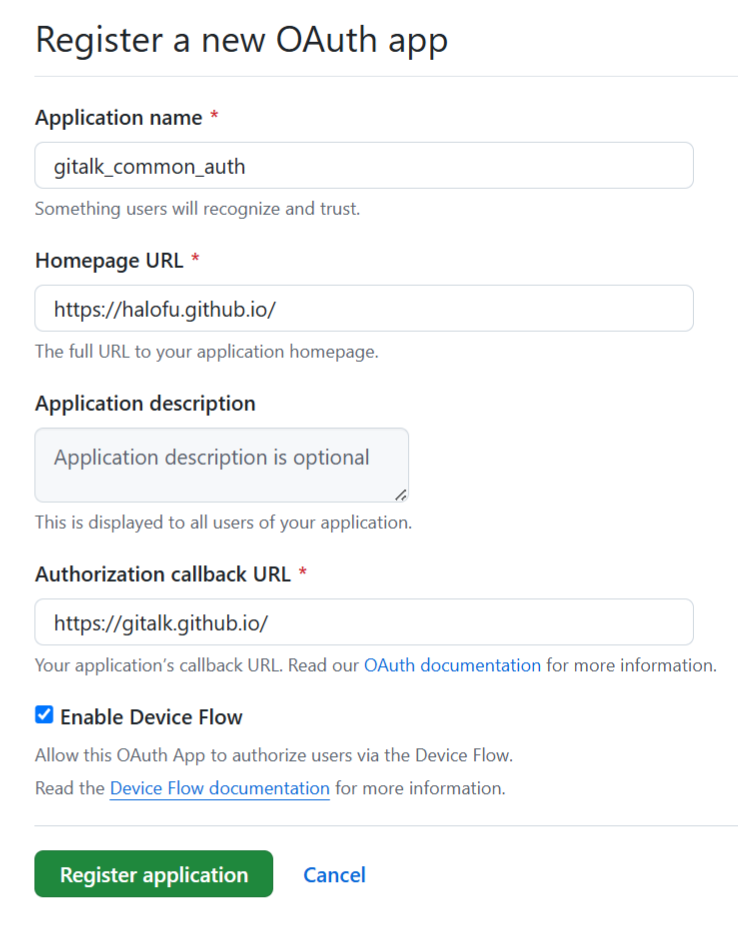 Register a new OAuth app
Application name *
gitalk_common_auth
Something users will recognize and trust.
Homepage URL *
https://halofu.github.io/
The full URL to your application homepage.
Application description
Application description is optional
This is displayed to all users of your application.
Authorization callback URL *
https://gitalk.github.io/
Your application’s callback URL. Read our OAuth documentation for more information.
Enable Device Flow
Allow this OAuth App to authorize users via the Device Flow.
Read the Device Flow documentation for more information.
Register application Cancel